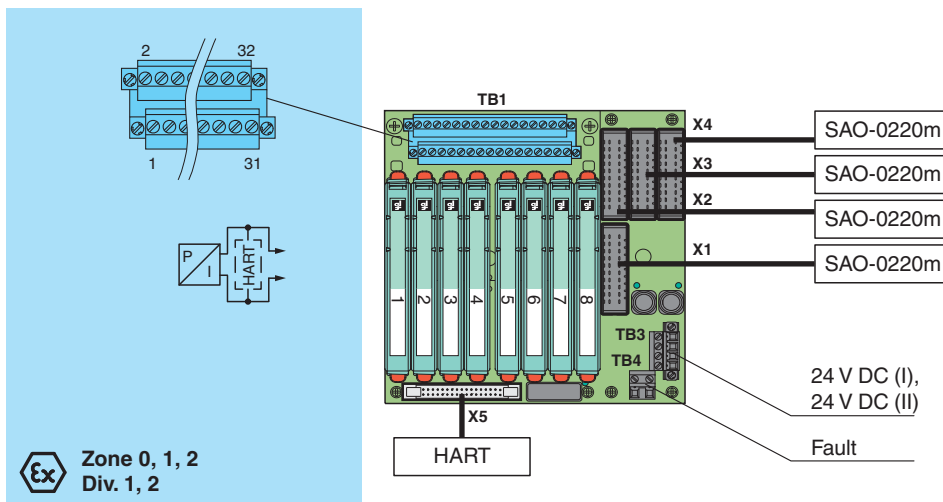 2 32
1 31
TB1
X4
SAO-0220m
X3
SAO-0220m
X2
SAO-0220m
X1
SAO-0220m
P
I
HART
1 2 3 4 5 6 7 8
TB3
TB4
24 V DC (I),
24 V DC (II)
X5
HART
Fault
Ex
Zone 0, 1, 2
Div. 1, 2